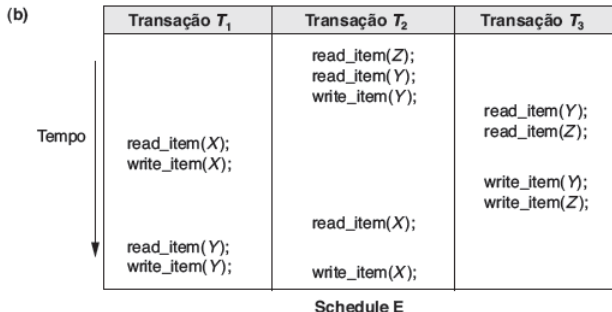 (b)
Transação T1 Transação T2 Transação T3
read_item(Z);
read_item(Y);
write_item(Y);
read_item(Y);
read_item(Z);
Tempo
read_item(X);
write_item(X);
write_item(Y);
write_item(Z);
read_item(X);
read_item(Y);
write_item(Y);
write_item(X);
Schedule E